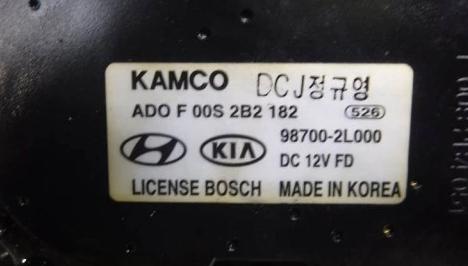 KAMCO DCJ정규영
ADO F 00S 2B2 182 526
98700-2L000
KIA DC 12V FD
LICENSE BOSCH MADE IN KOREA